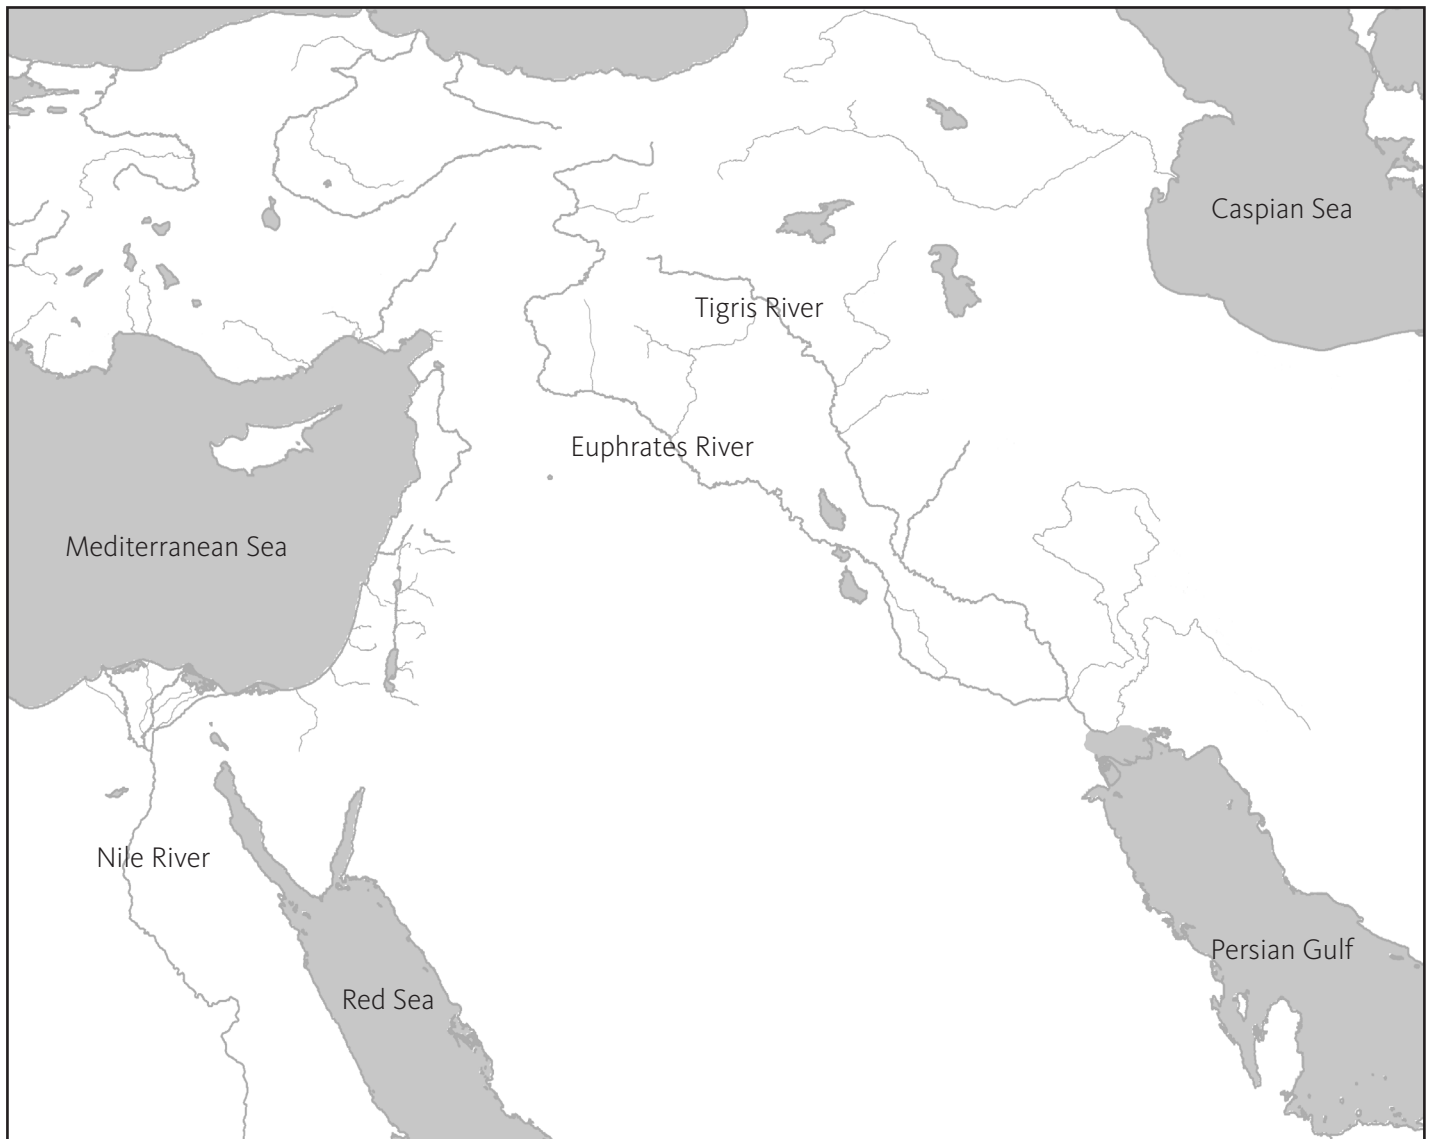 Caspian Sea
Tigris River
Euphrates River
Mediterranean Sea
Nile River
Persian Gulf
Red Sea